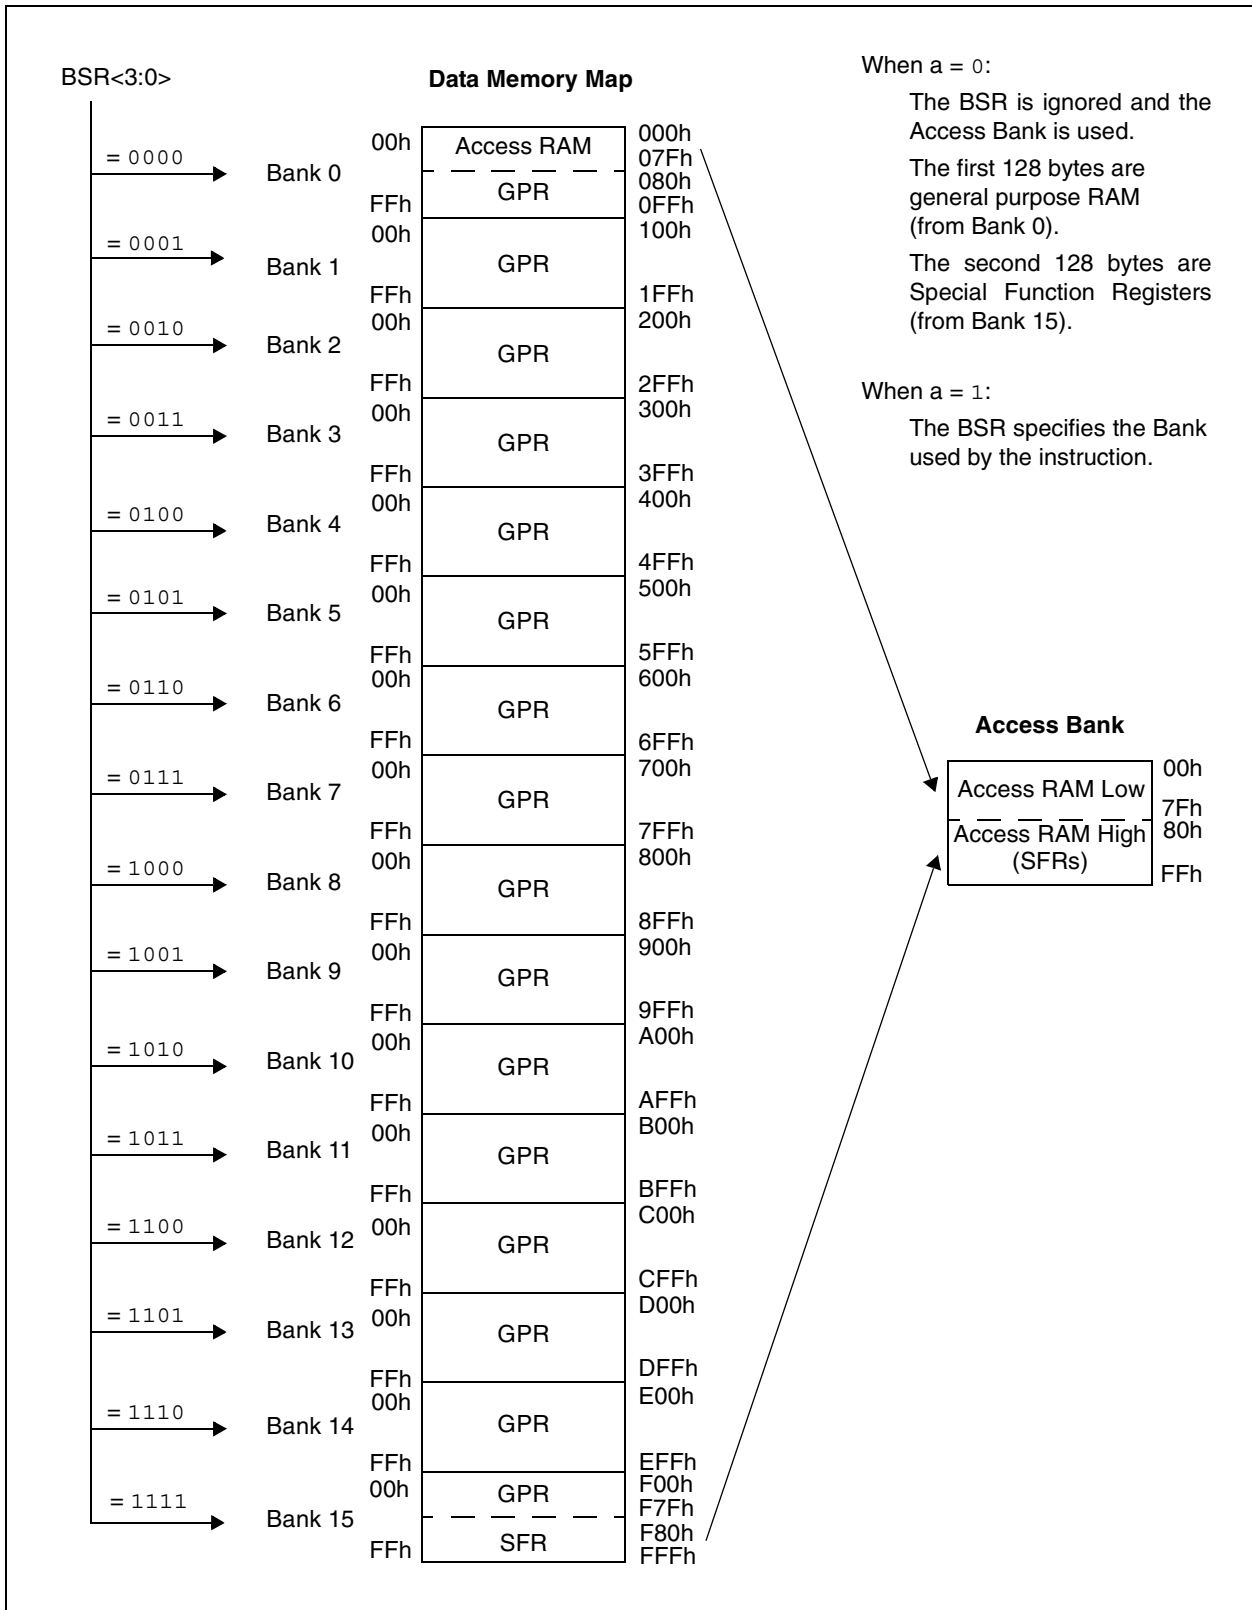 BSR<3:0>
Data Memory Map
When a = 0:
The BSR is ignored and the
Access Bank is used.
The first 128 bytes are
general purpose RAM
(from Bank 0).
The second 128 bytes are
Special Function Registers
(from Bank 15).
When a = 1:
The BSR specifies the Bank
used by the instruction.
= 0000
Bank 0
00h
Access RAM
000h
07Fh
GPR
080h
FFh
0FFh
= 0001
Bank 1
00h
GPR
100h
FFh
1FFh
= 0010
Bank 2
00h
GPR
200h
FFh
2FFh
= 0011
Bank 3
00h
GPR
300h
FFh
3FFh
= 0100
Bank 4
00h
GPR
400h
FFh
4FFh
= 0101
Bank 5
00h
GPR
500h
FFh
5FFh
= 0110
Bank 6
00h
GPR
600h
FFh
6FFh
= 0111
Bank 7
00h
GPR
700h
FFh
7FFh
= 1000
Bank 8
00h
GPR
800h
FFh
8FFh
= 1001
Bank 9
00h
GPR
900h
FFh
9FFh
= 1010
Bank 10
00h
GPR
A00h
FFh
AFFh
= 1011
Bank 11
00h
GPR
B00h
FFh
BFFh
= 1100
Bank 12
00h
GPR
C00h
FFh
CFFh
= 1101
Bank 13
00h
GPR
D00h
FFh
DFFh
= 1110
Bank 14
00h
GPR
E00h
FFh
EFFh
= 1111
Bank 15
00h
GPR
F00h
F7Fh
SFR
F80h
FFh
FFFh
Access Bank
Access RAM Low
00h
7Fh
Access RAM High
80h
(SFRs)
FFh